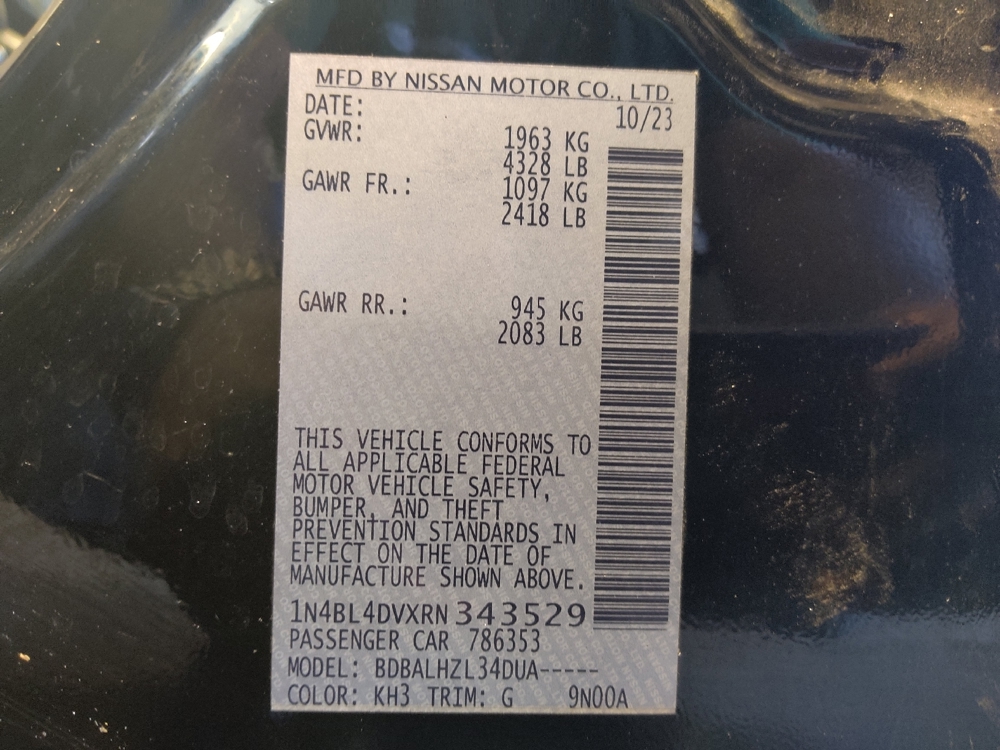 MFD BY NISSAN MOTOR CO., LTD.
DATE: 10/23
GVWR: 1963 KG
4328 LB
GAWR FR.: 1097 KG
2418 LB
GAWR RR.: 945 KG
2083 LB
THIS VEHICLE CONFORMS TO
ALL APPLICABLE FEDERAL
MOTOR VEHICLE SAFETY,
BUMPER, AND THEFT
PREVENTION STANDARDS IN
EFFECT ON THE DATE OF
MANUFACTURE SHOWN ABOVE.
1N4BL4DVXRN 343529
PASSENGER CAR 786353
MODEL: BDBALHZL34DUA-----
COLOR: KH3 TRIM: G 9N00A